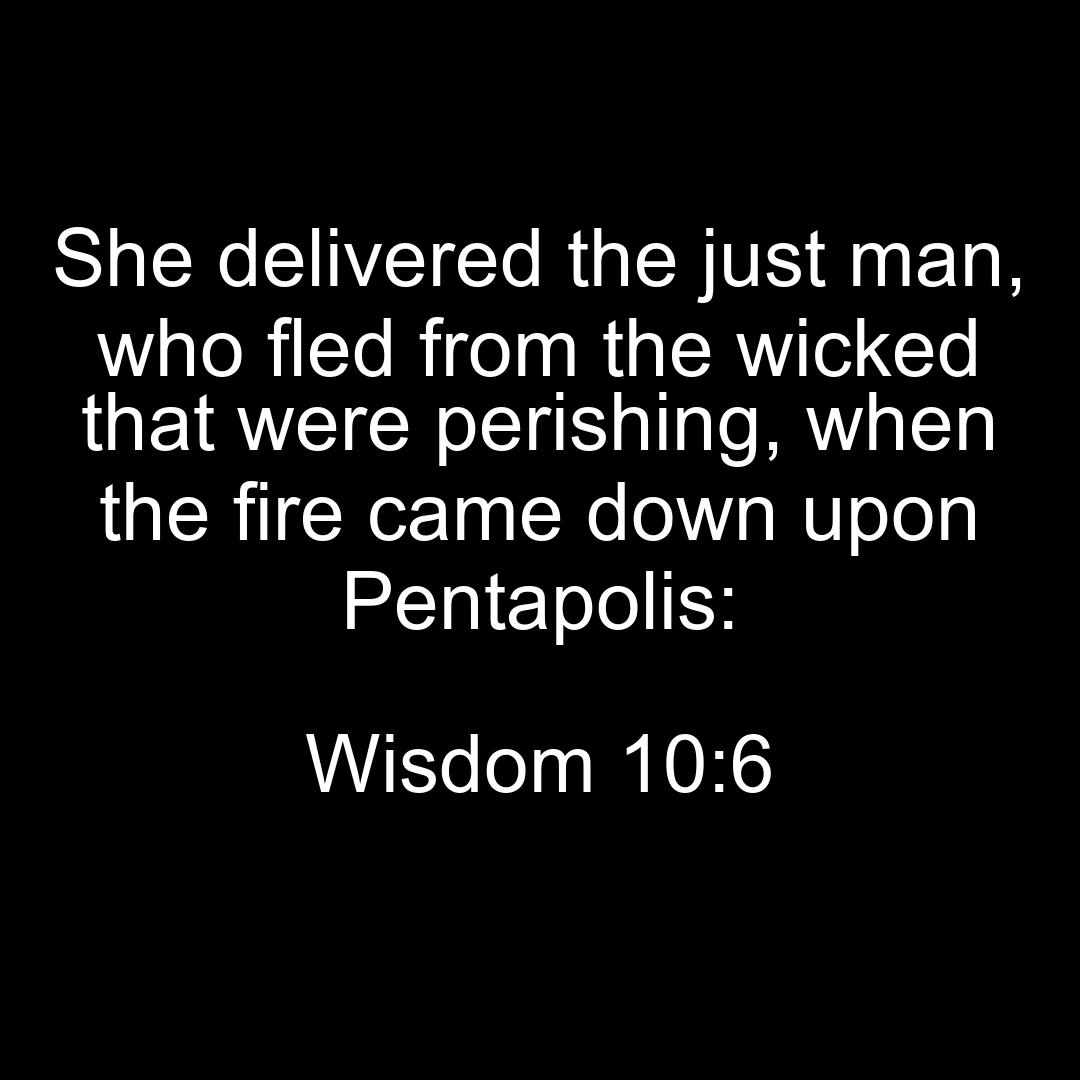 She delivered the just man,
who fled from the wicked
that were perishing, when
the fire came down upon
Pentapolis:
Wisdom 10:6